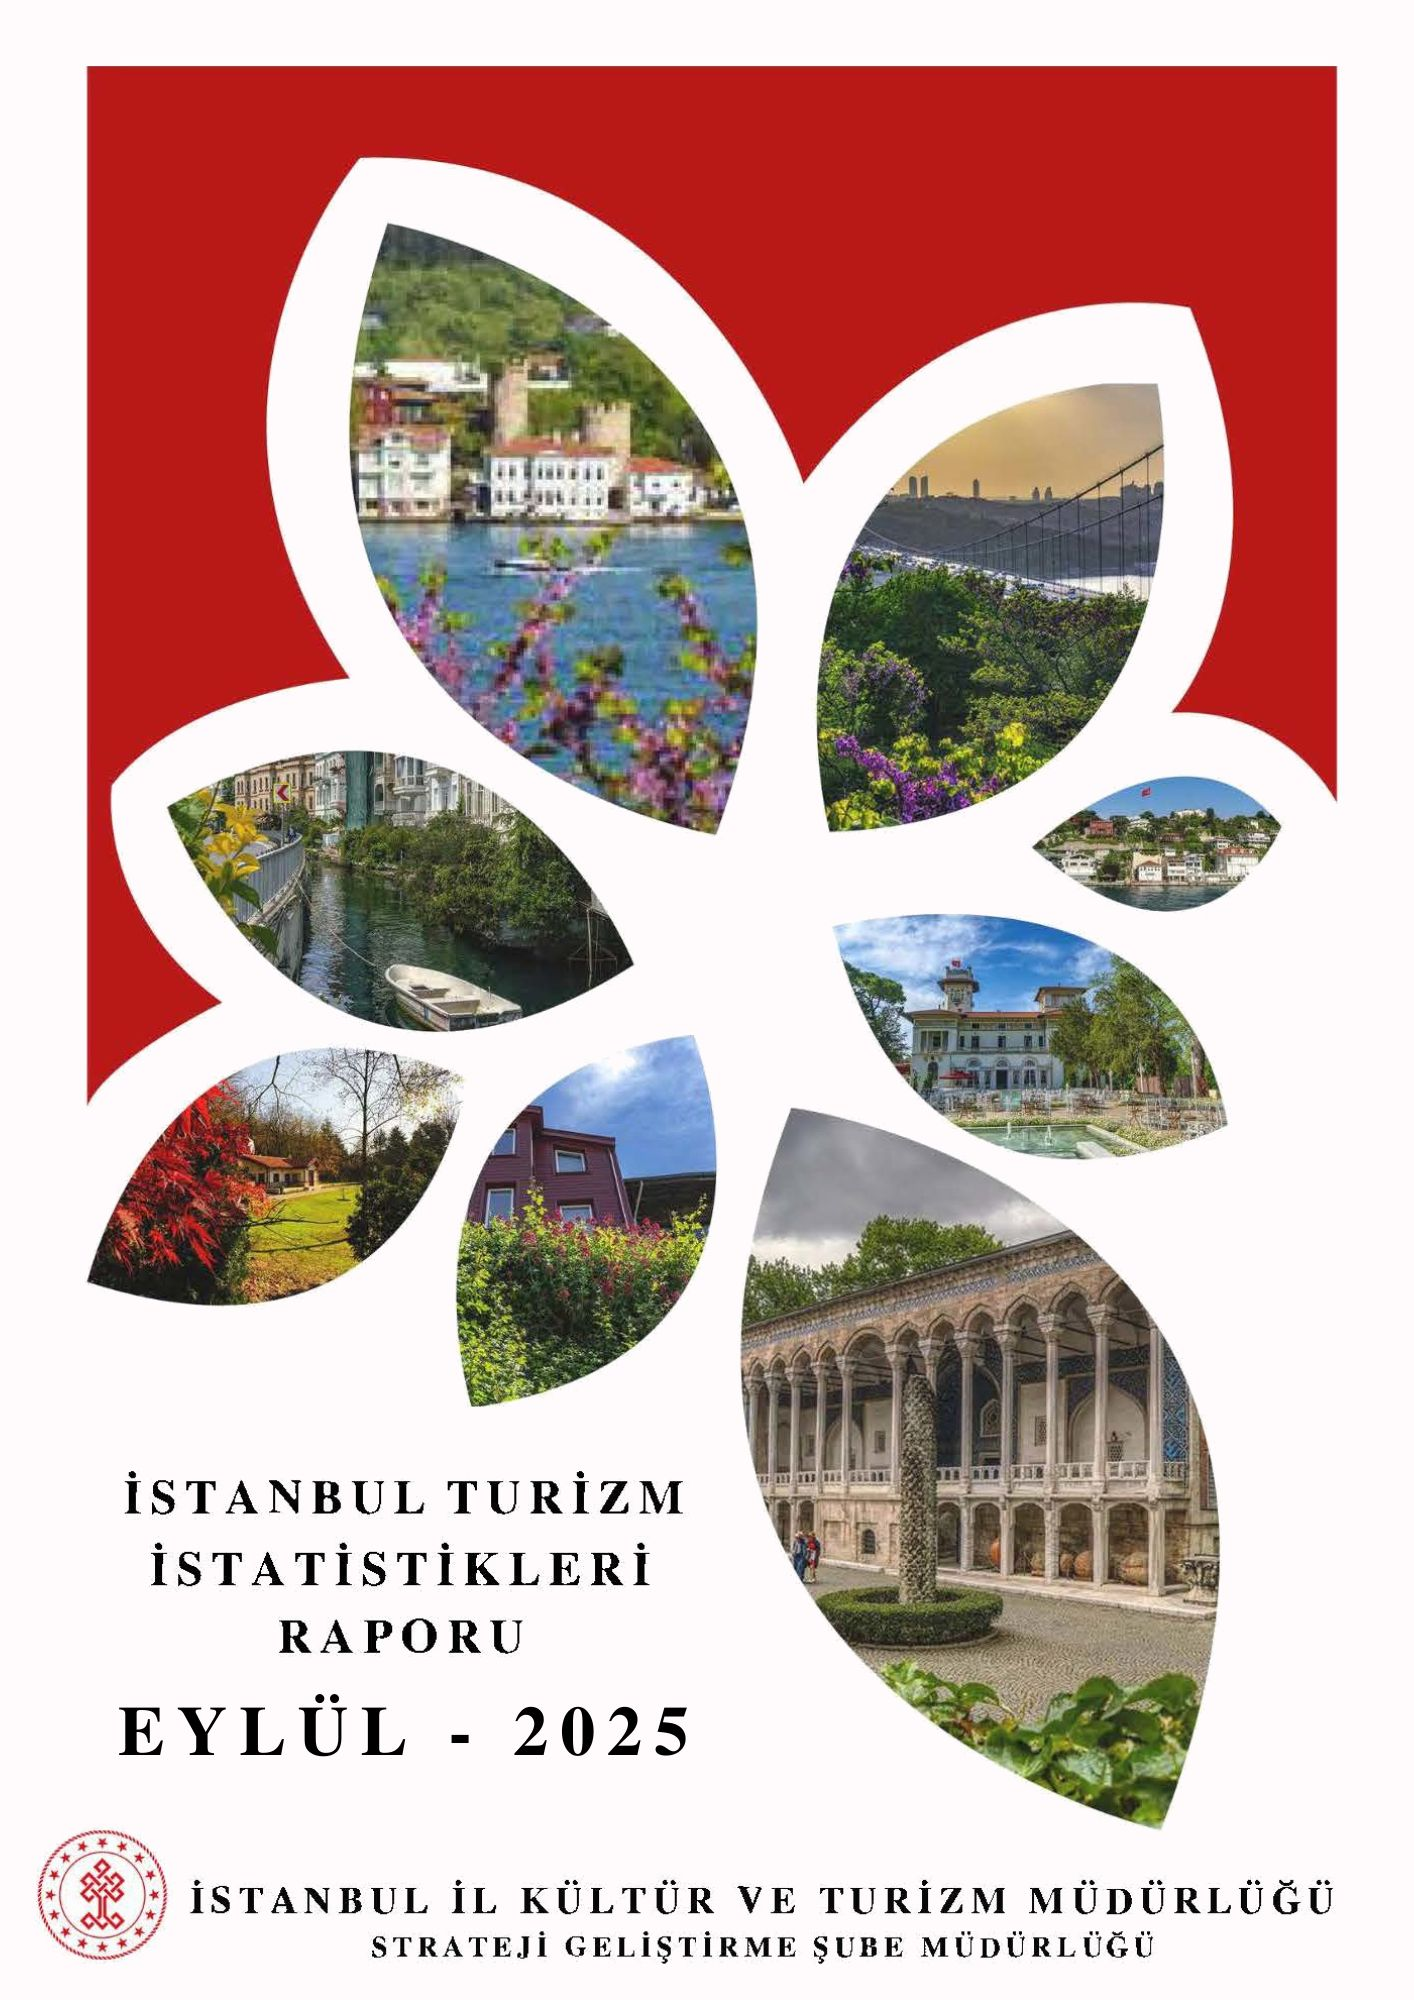 İSTANBUL TURİZM
İSTATİSTİKLERİ
RAPORU
EYLÜL - 2025
İSTANBUL İL KÜLTÜR VE TURİZM MÜDÜRLÜĞÜ
STRATEJİ GELİŞTİRME ŞUBE MÜDÜRLÜĞÜ